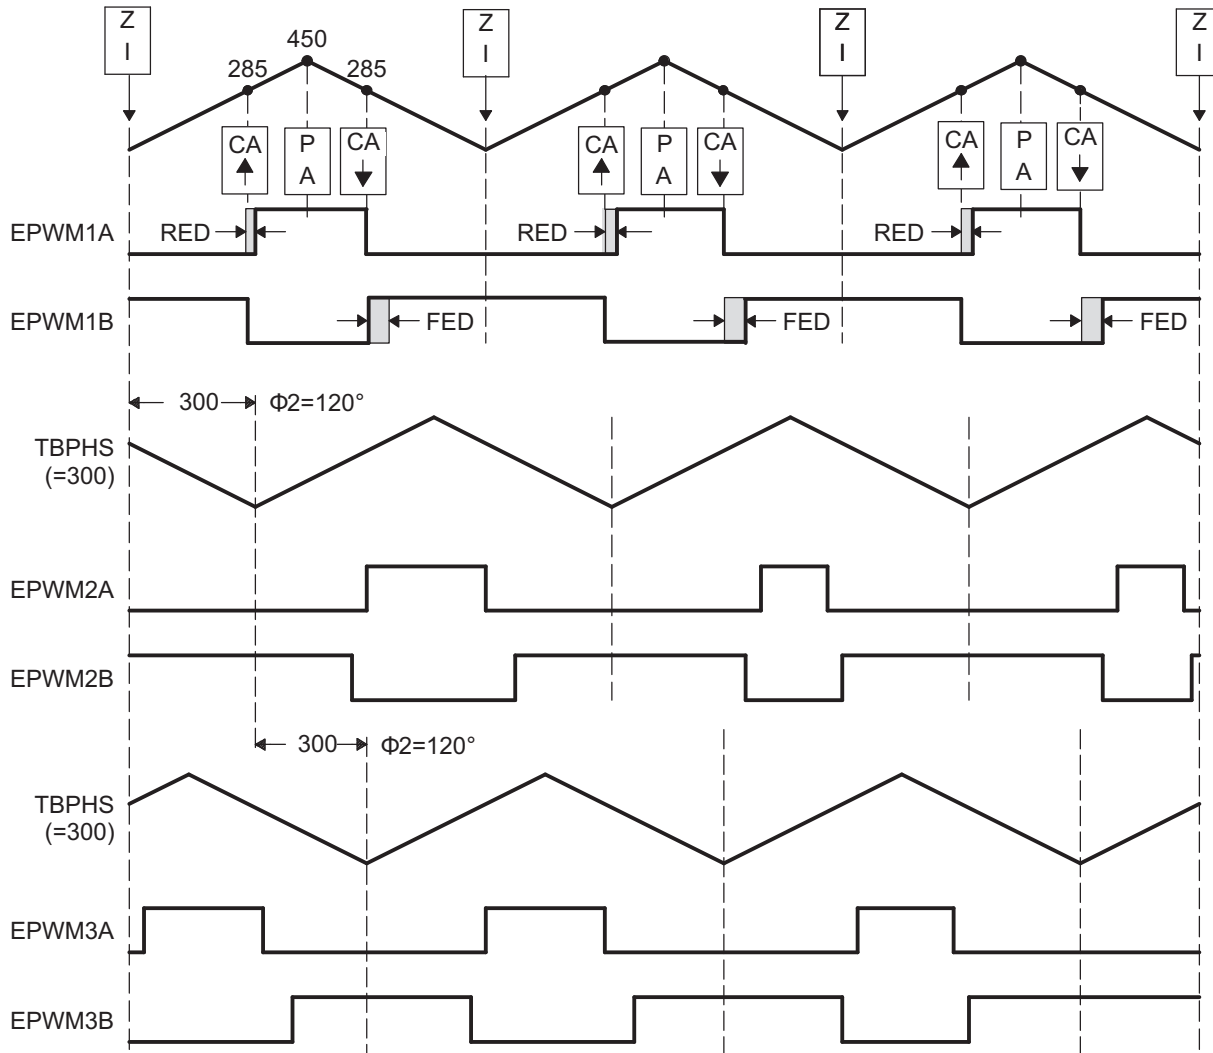 Z Z Z Z
I I I I
450
285 285
CA P CA CA P CA CA P CA
A A A
EPWM1A RED RED RED
EPWM1B FED FED FED
300 Φ2=120°
TBPHS
(=300)
EPWM2A
EPWM2B
300 Φ2=120°
TBPHS
(=300)
EPWM3A
EPWM3B